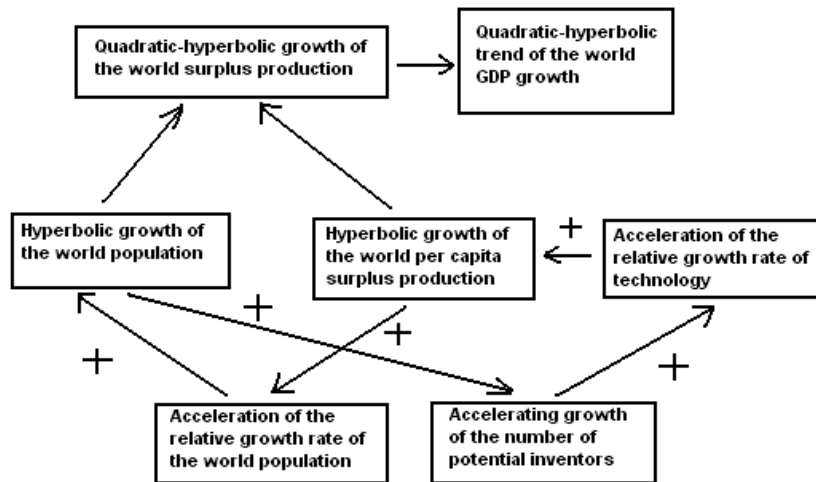 Quadratic-hyperbolic growth of
the world surplus production
Quadratic-hyperbolic
trend of the world
GDP growth
Hyperbolic growth of
the world population
Hyperbolic growth of
the world per capita
surplus production
+
Acceleration of the
relative growth rate of
technology
+
+
+
+
Acceleration of the
relative growth rate of
the world population
Accelerating growth
of the number of
potential inventors